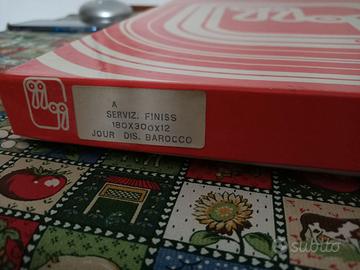 A
SERVIZ. FINISS
180X300X12
JOUR DIS. BAROCCO
subito